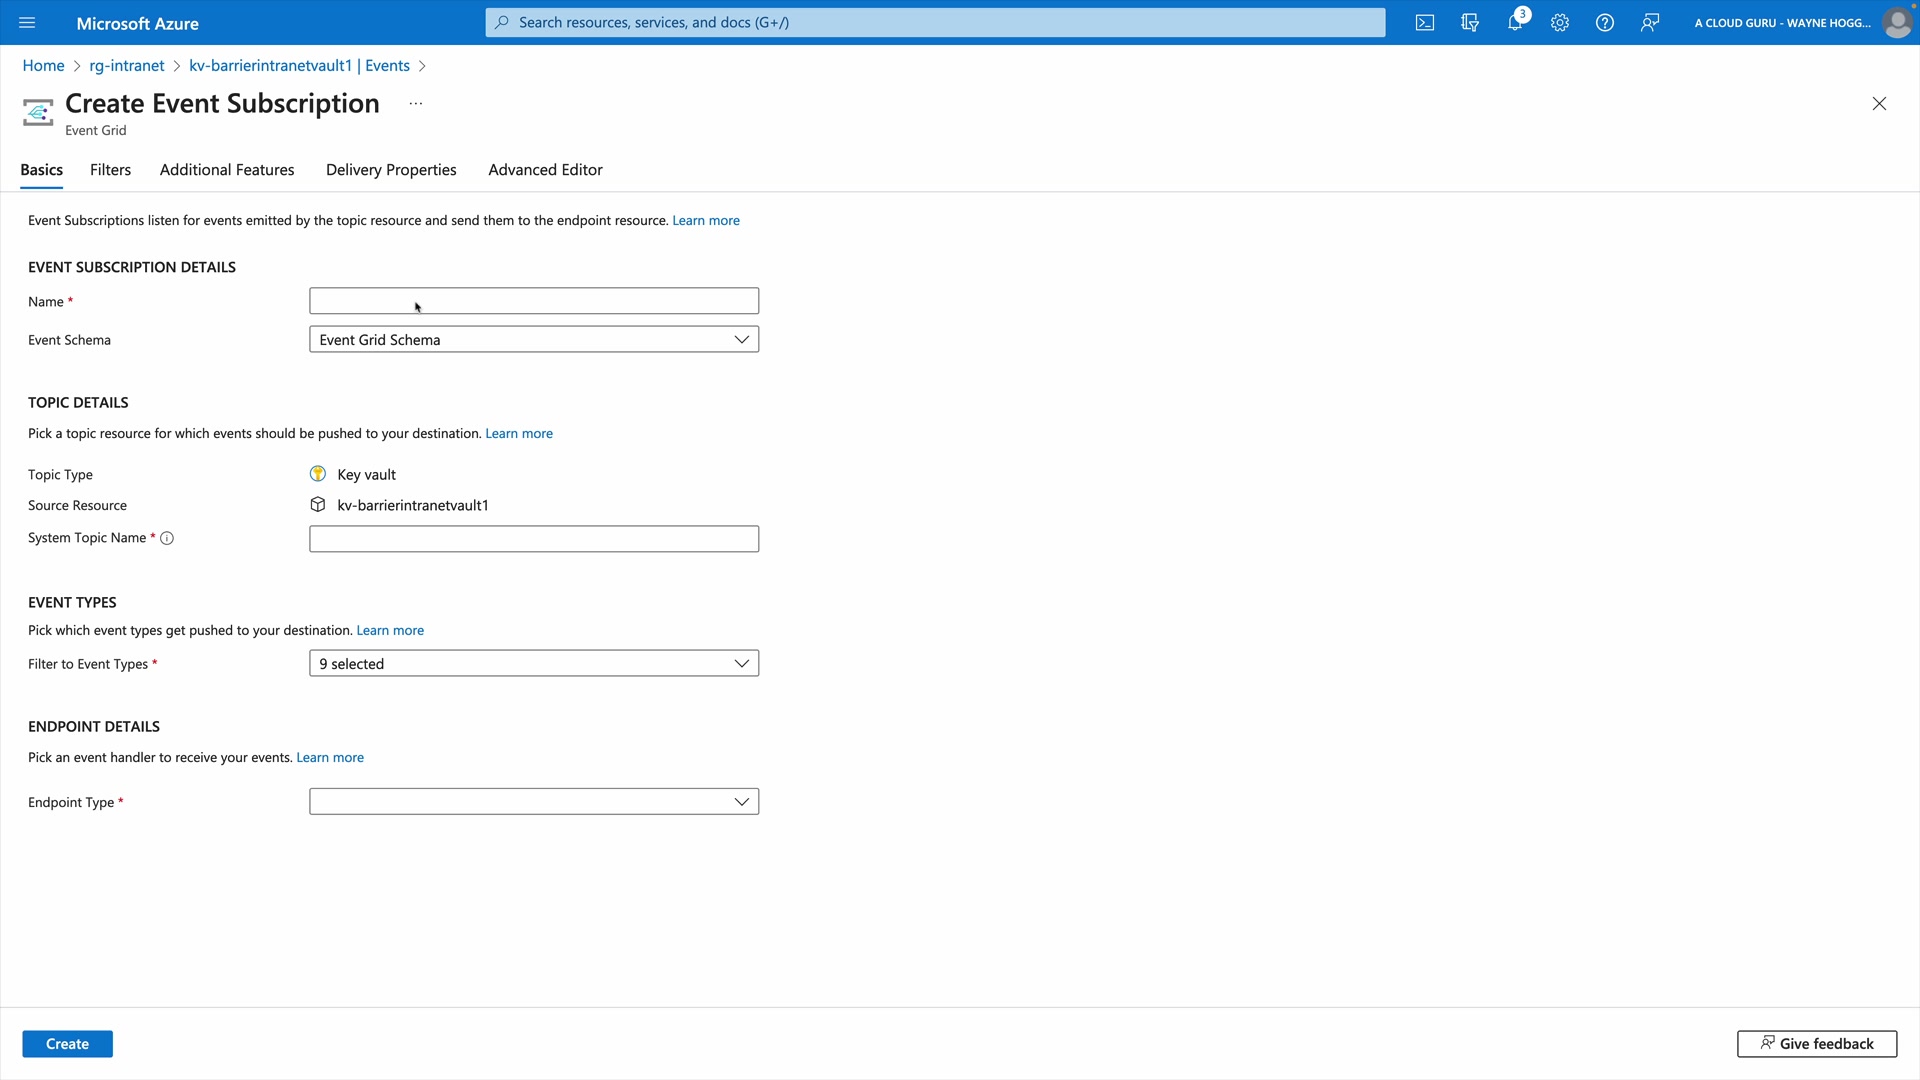 Microsoft Azure
Search resources, services, and docs (G+/)
3
A CLOUD GURU - WAYNE HOGG...
Home > rg-intranet > kv-barrierintranetvault1 | Events >
Create Event Subscription ...
Event Grid
Basics Filters Additional Features Delivery Properties Advanced Editor
Event Subscriptions listen for events emitted by the topic resource and send them to the endpoint resource. Learn more
EVENT SUBSCRIPTION DETAILS
Name *
Event Schema Event Grid Schema
TOPIC DETAILS
Pick a topic resource for which events should be pushed to your destination. Learn more
Topic Type Key vault
Source Resource kv-barrierintranetvault1
System Topic Name *
EVENT TYPES
Pick which event types get pushed to your destination. Learn more
Filter to Event Types * 9 selected
ENDPOINT DETAILS
Pick an event handler to receive your events. Learn more
Endpoint Type *
Create
Give feedback